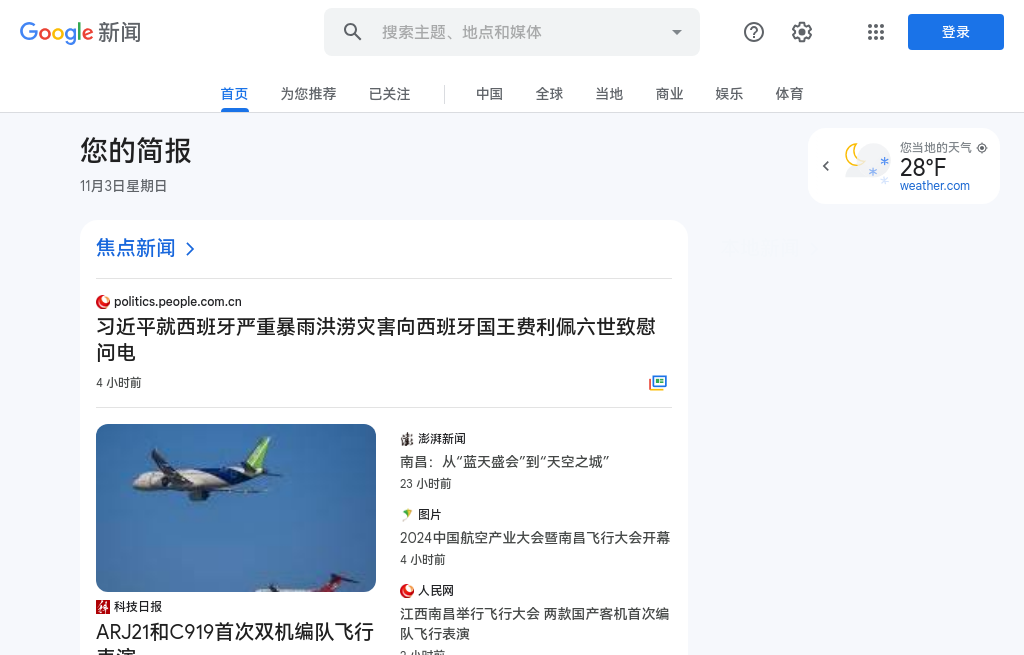 Google 新闻
搜索主题、地点和媒体
登录
首页
为您推荐
已关注
中国
全球
当地
商业
娱乐
体育
您的简报
11月3日星期日
您当地的天气
28°F
weather.com
焦点新闻
politics.people.com.cn
习近平就西班牙严重暴雨洪涝灾害向西班牙国王费利佩六世致慰
问电
4 小时前
科技日报
ARJ21和C919首次双机编队飞行
表演
澎湃新闻
南昌：从“蓝天盛会”到“天空之城”
23 小时前
图片
2024中国航空产业大会暨南昌飞行大会开幕
4 小时前
人民网
江西南昌举行飞行大会 两款国产客机首次编
队飞行表演